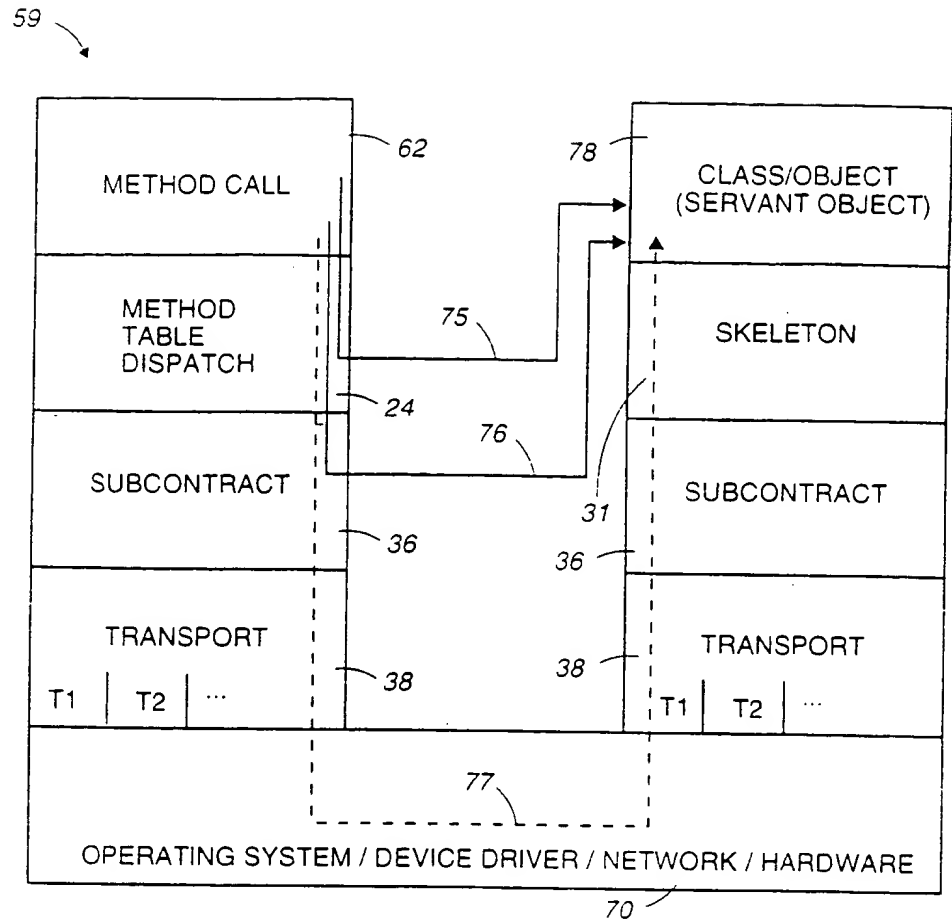 59
62
METHOD CALL
78
CLASS/OBJECT
(SERVANT OBJECT)
METHOD
TABLE
DISPATCH
75
SKELETON
24
76
SUBCONTRACT
31
SUBCONTRACT
36
36
TRANSPORT
38
T1 T2 ...
38
TRANSPORT
T1 T2 ...
77
OPERATING SYSTEM / DEVICE DRIVER / NETWORK / HARDWARE
70